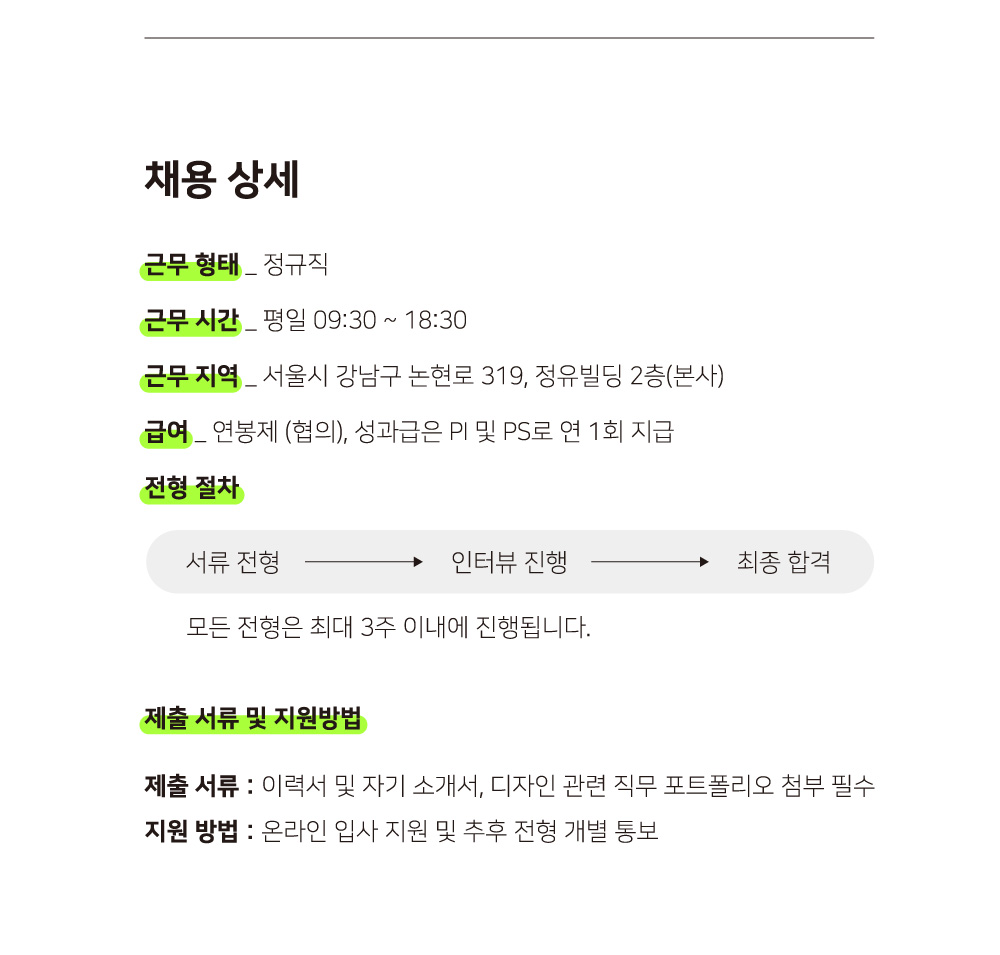 채용 상세
근무 형태 _ 정규직
근무 시간 _ 평일 09:30 ~ 18:30
근무 지역 _ 서울시 강남구 논현로 319, 정유빌딩 2층(본사)
급여 _ 연봉제 (협의), 성과급은 PI 및 PS로 연 1회 지급
전형 절차
서류 전형 인터뷰 진행 최종 합격
모든 전형은 최대 3주 이내에 진행됩니다.
제출 서류 및 지원방법
제출 서류 : 이력서 및 자기 소개서, 디자인 관련 직무 포트폴리오 첨부 필수
지원 방법 : 온라인 입사 지원 및 추후 전형 개별 통보